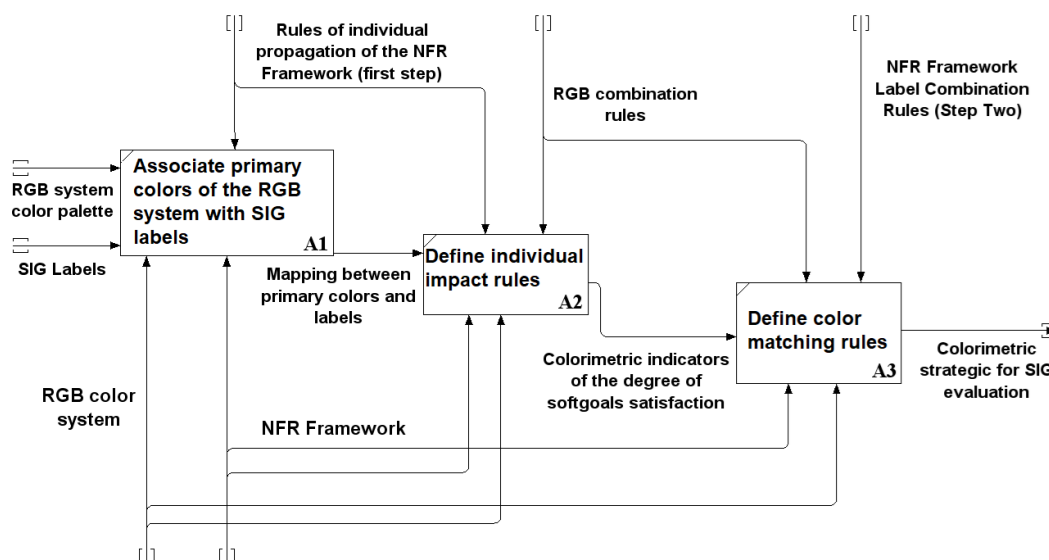 Rules of individual
propagation of the NFR
Framework (first step)
NFR Framework
Label Combination
Rules (Step Two)
RGB combination
rules
Associate primary
colors of the RGB
system with SIG
labels
A1
RGB system
color palette
SIG Labels
Mapping between
primary colors and
labels
Define individual
impact rules
A2
Define color
matching rules
A3
Colorimetric indicators
of the degree of
softgoals satisfaction
Colorimetric
strategic for SIG
evaluation
RGB color
system
NFR Framework